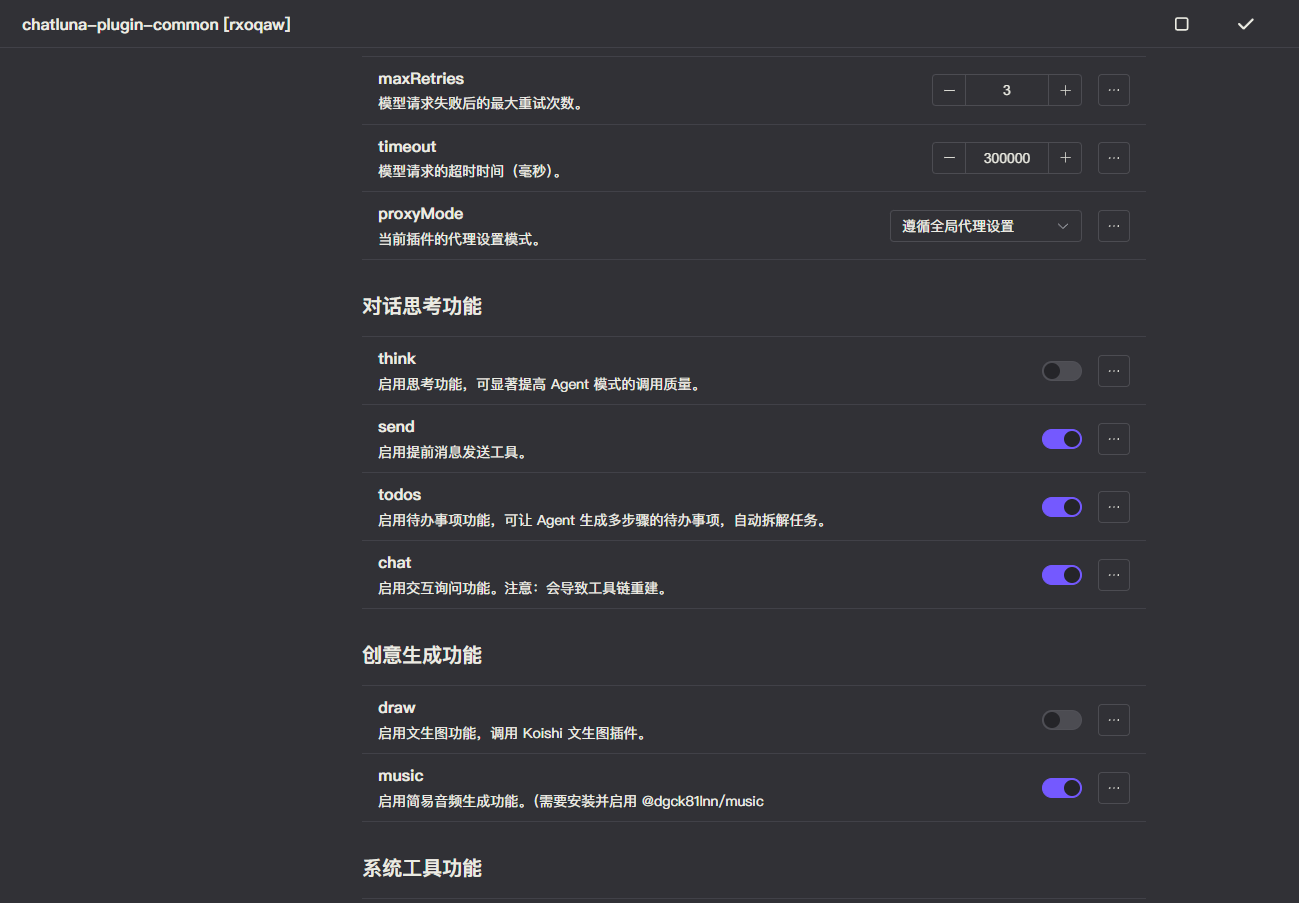 chatluna-plugin-common [rxoqaw]
maxRetries
模型请求失败后的最大重试次数。
3
timeout
模型请求的超时时间（毫秒）。
300000
proxyMode
当前插件的代理设置模式。
遵循全局代理设置
对话思考功能
think
启用思考功能，可显著提高 Agent 模式的调用质量。
send
启用提前消息发送工具。
todos
启用待办事项功能，可让 Agent 生成多步骤的待办事项，自动拆解任务。
chat
启用交互询问功能。注意：会导致工具链重建。
创意生成功能
draw
启用文生图功能，调用 Koishi 文生图插件。
music
启用简易音频生成功能。（需要安装并启用 @dgck81lnn/music
系统工具功能